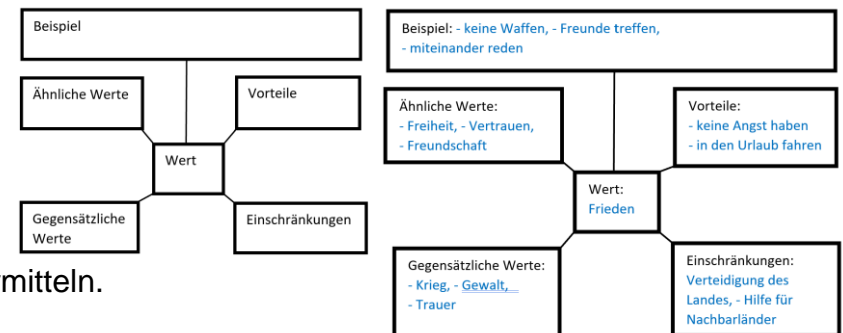 Beispiel
Ähnliche Werte
Vorteile
Wert
Gegensätzliche
Werte
Einschränkungen
Beispiel: - keine Waffen, - Freunde treffen,
- miteinander reden
Ähnliche Werte:
- Freiheit, - Vertrauen,
- Freundschaft
Vorteile:
- keine Angst haben
- in den Urlaub fahren
Wert:
Frieden
Gegensätzliche Werte:
- Krieg, - Gewalt,
- Trauer
Einschränkungen:
Verteidigung des
Landes, - Hilfe für
Nachbarländer